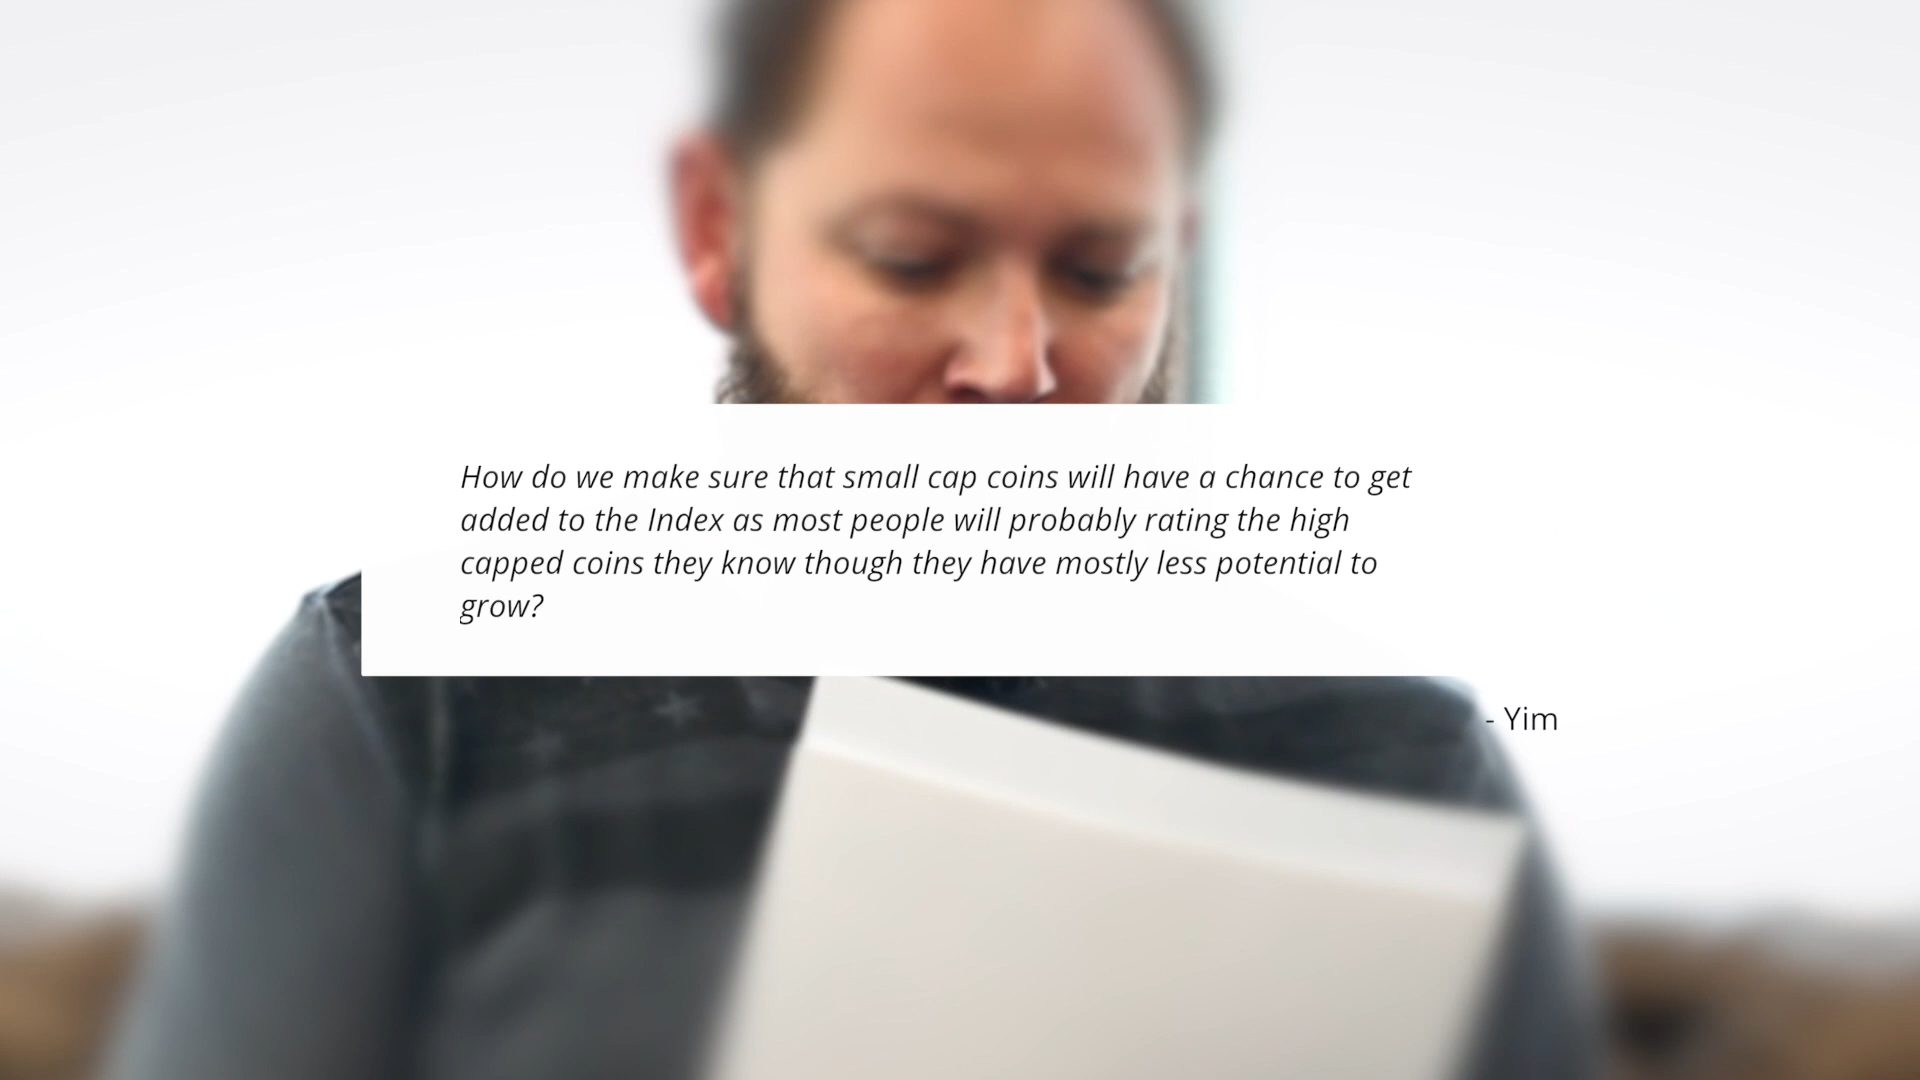 How do we make sure that small cap coins will have a chance to get
added to the Index as most people will probably rating the high
capped coins they know though they have mostly less potential to
grow?
- Yim